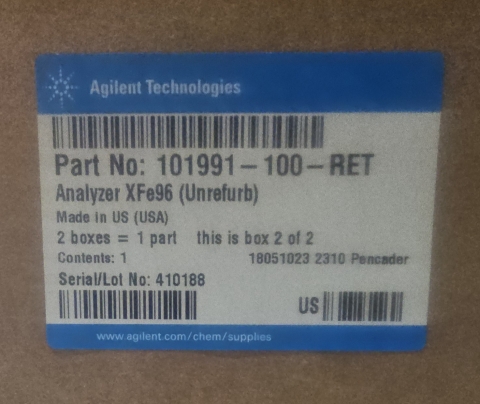 Agilent Technologies
Part No: 101991-100-RET
Analyzer XFe96 (Unrefurb)
Made in US (USA)
2 boxes = 1 part this is box 2 of 2
Contents: 1 18051023 2310 Pencader
Serial/Lot No: 410188
US
www.agilent.com/chem/supplies